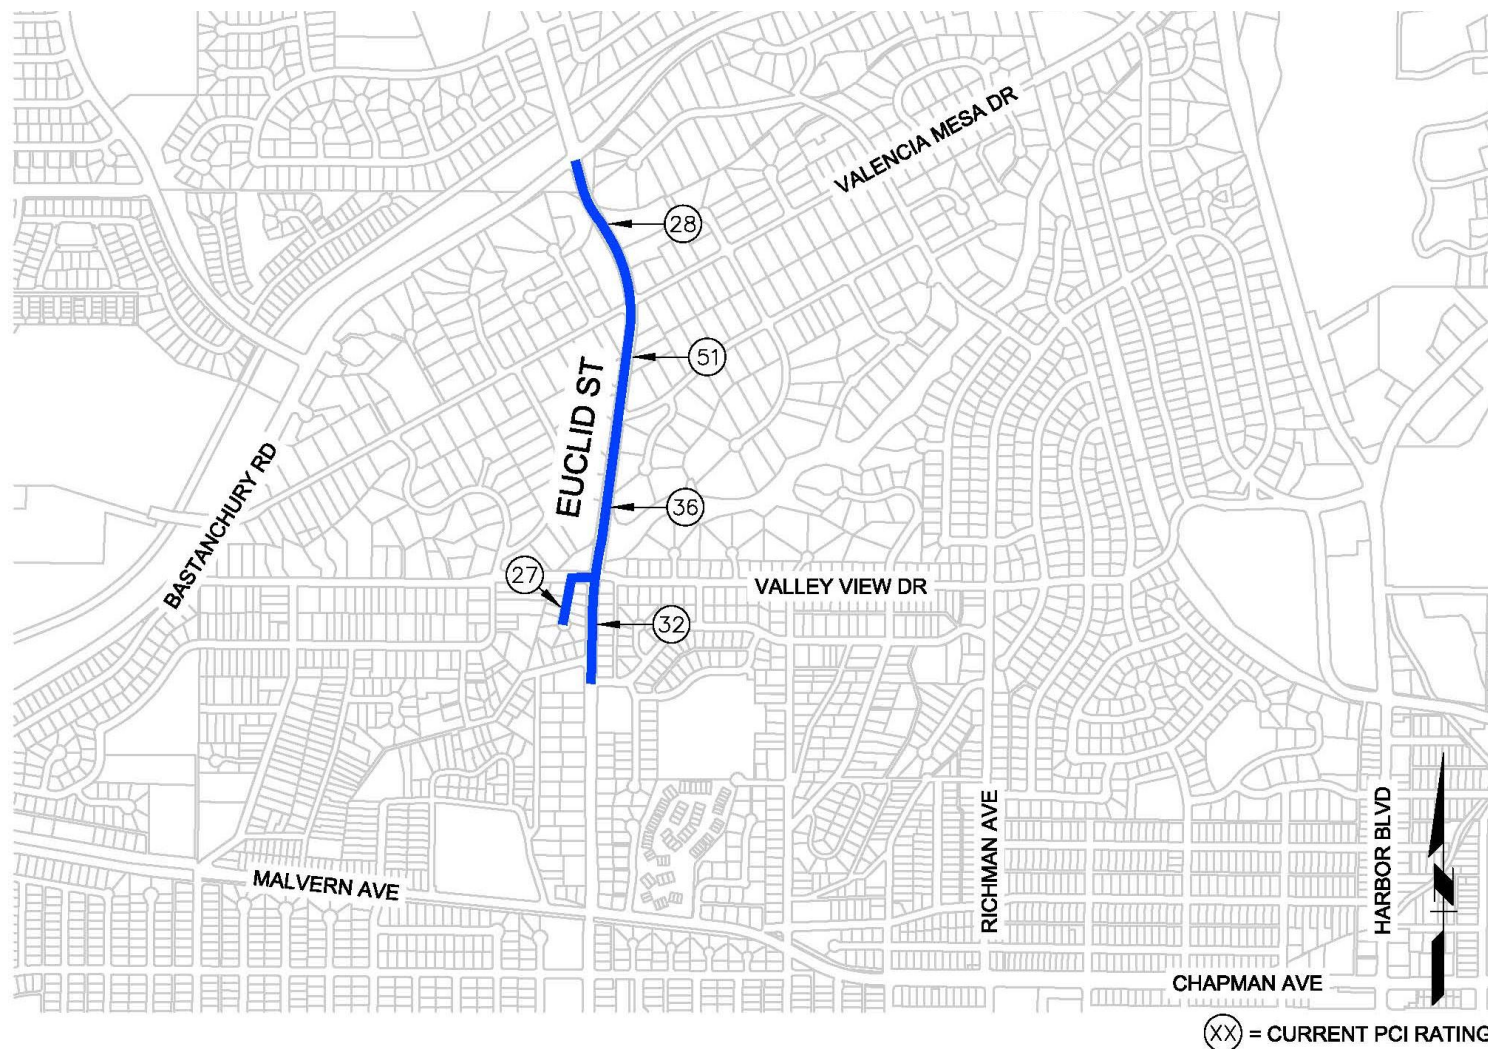 VALENCIA MESA DR
28
51
EUCLID ST
BASTANCHURY RD
36
27
VALLEY VIEW DR
32
MALVERN AVE
RICHMAN AVE
HARBOR BLVD
CHAPMAN AVE
XX = CURRENT PCI RATING